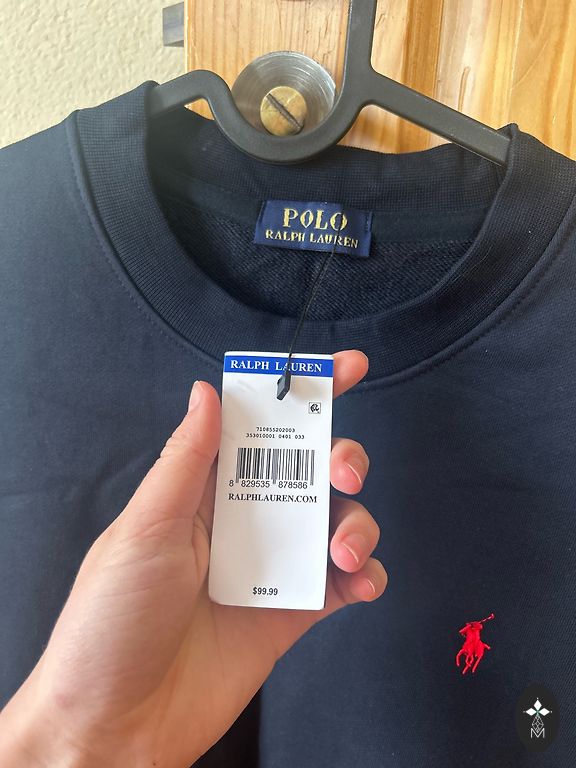 POLO
RALPH LAUREN
RALPH LAUREN
710855202003
353010001 0401 033
8 829535 878586
RALPHLAUREN.COM
$99.99